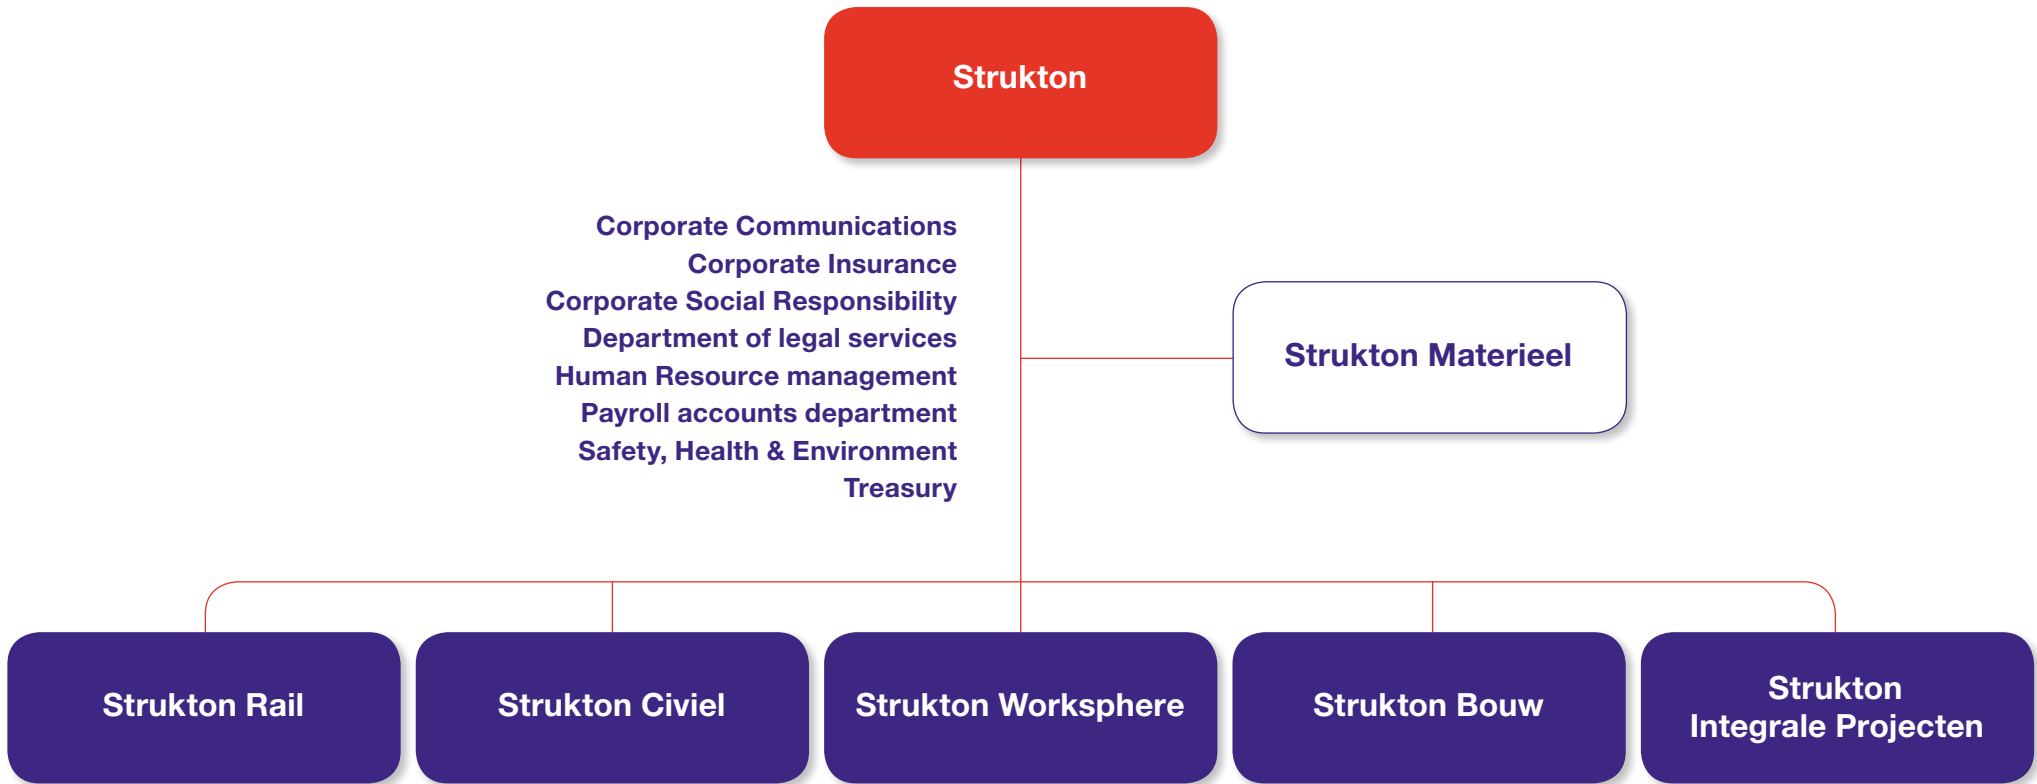 Strukton
Corporate Communications
Corporate Insurance
Corporate Social Responsibility
Department of legal services
Human Resource management
Payroll accounts department
Safety, Health & Environment
Treasury
Strukton Materieel
Strukton Rail
Strukton Civiel
Strukton Worksphere
Strukton Bouw
Strukton
Integrale Projecten